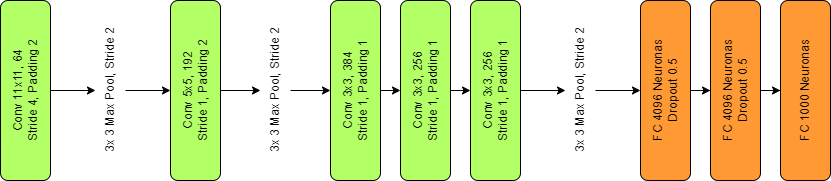 Conv 11x11, 64
Stride 4, Padding 2
3x 3 Max Pool, Stride 2
Conv 5x5, 192
Stride 1, Padding 2
3x 3 Max Pool, Stride 2
Conv 3x3, 384
Stride 1, Padding 1
Conv 3x3, 256
Stride 1, Padding 1
Conv 3x3, 256
Stride 1, Padding 1
3x 3 Max Pool, Stride 2
FC 4096 Neuronas
Dropout 0.5
FC 4096 Neuronas
Dropout 0.5
FC 1000 Neuronas